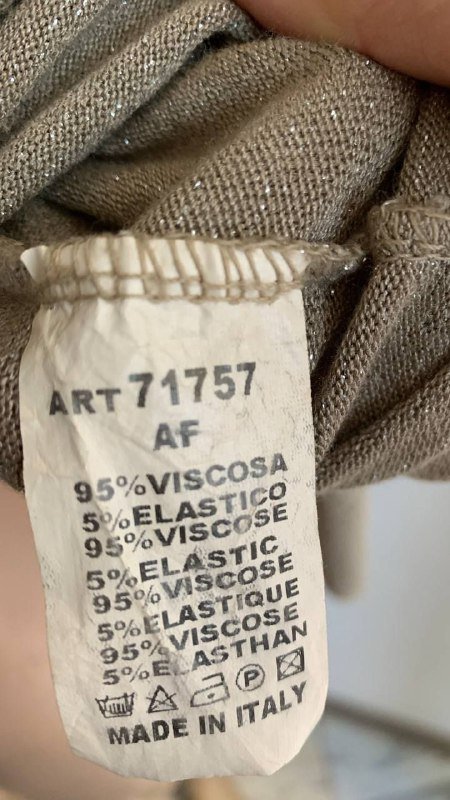 ART 71757
AF
95%VISCOSA
5%ELASTICO
95%VISCOSE
5%ELASTIC
95%VISCOSE
5%ELASTIQUE
95%VISCOSE
5%ELASTHAN
P
MADE IN ITALY